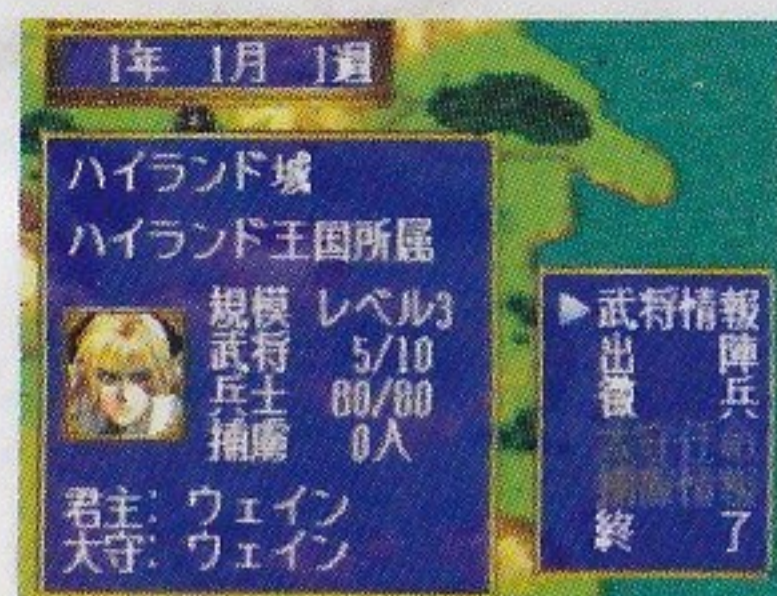 1年 1月 1週
ハイランド城
ハイランド王国所属
規模 レベル3
武将 5/10
兵士 80/80
捕虜 0人
君主: ウェイン
太守: ウェイン
武将情報
出陣
徴兵
終了